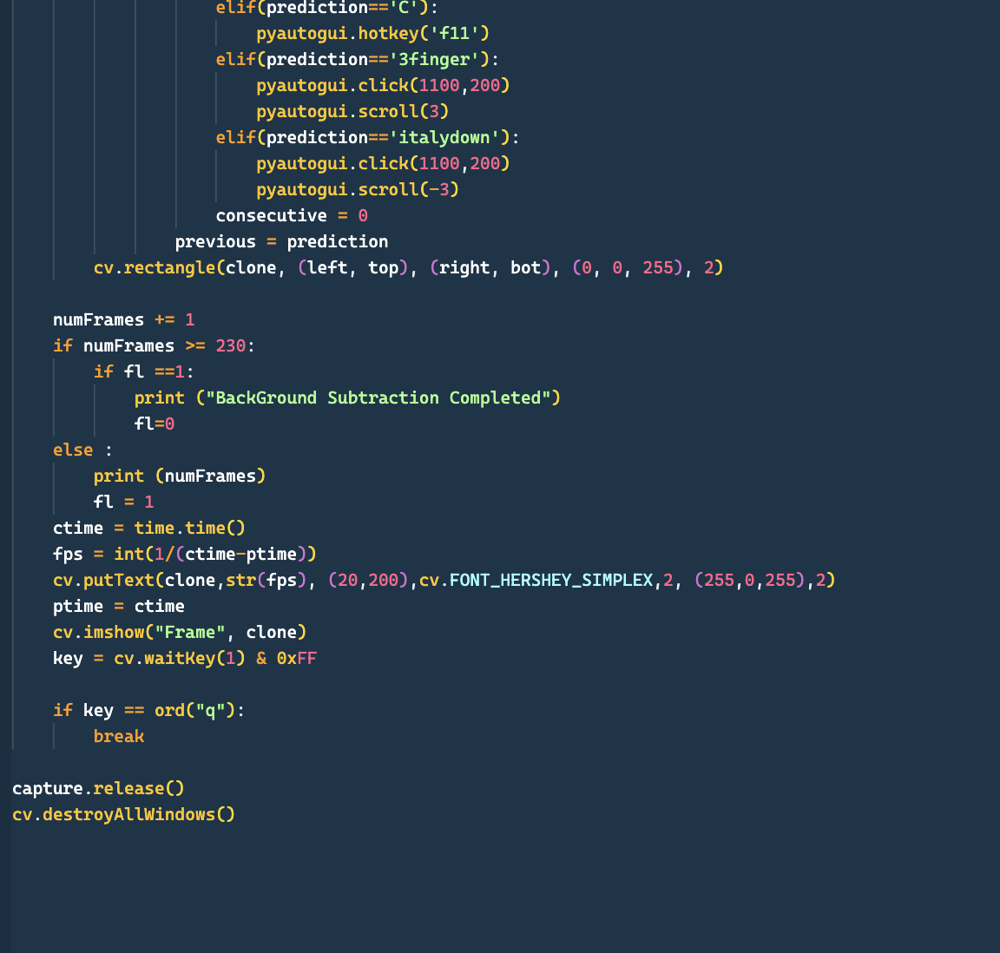 elif(prediction=='C'):
pyautogui.hotkey('f11')
elif(prediction=='3finger'):
pyautogui.click(1100,200)
pyautogui.scroll(3)
elif(prediction=='italydown'):
pyautogui.click(1100,200)
pyautogui.scroll(-3)
consecutive = 0
previous = prediction
cv.rectangle(clone, (left, top), (right, bot), (0, 0, 255), 2)
numFrames += 1
if numFrames >= 230:
if fl ==1:
print ("BackGround Subtraction Completed")
fl=0
else :
print (numFrames)
fl = 1
ctime = time.time()
fps = int(1/(ctime-ptime))
cv.putText(clone,str(fps), (20,200),cv.FONT_HERSHEY_SIMPLEX,2, (255,0,255),2)
ptime = ctime
cv.imshow("Frame", clone)
key = cv.waitKey(1) & 0xFF
if key == ord("q"):
break
capture.release()
cv.destroyAllWindows()